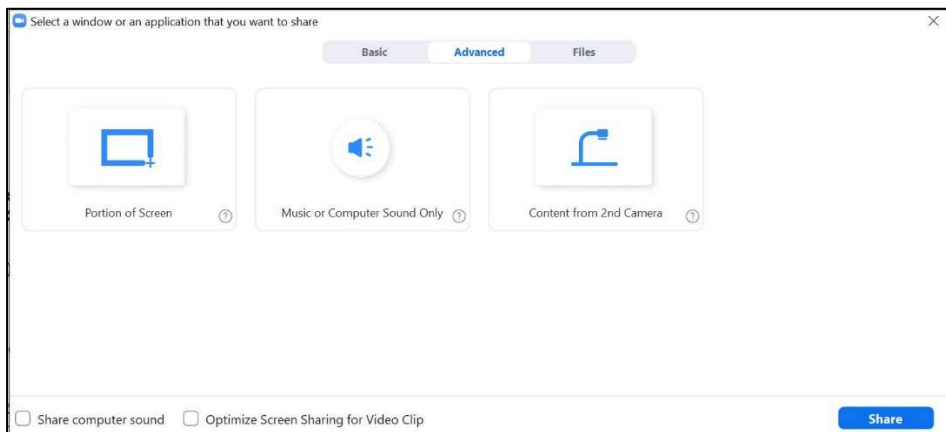 Select a window or an application that you want to share
Basic Advanced Files
Portion of Screen ?
Music or Computer Sound Only ?
Content from 2nd Camera ?
Share computer sound Optimize Screen Sharing for Video Clip Share